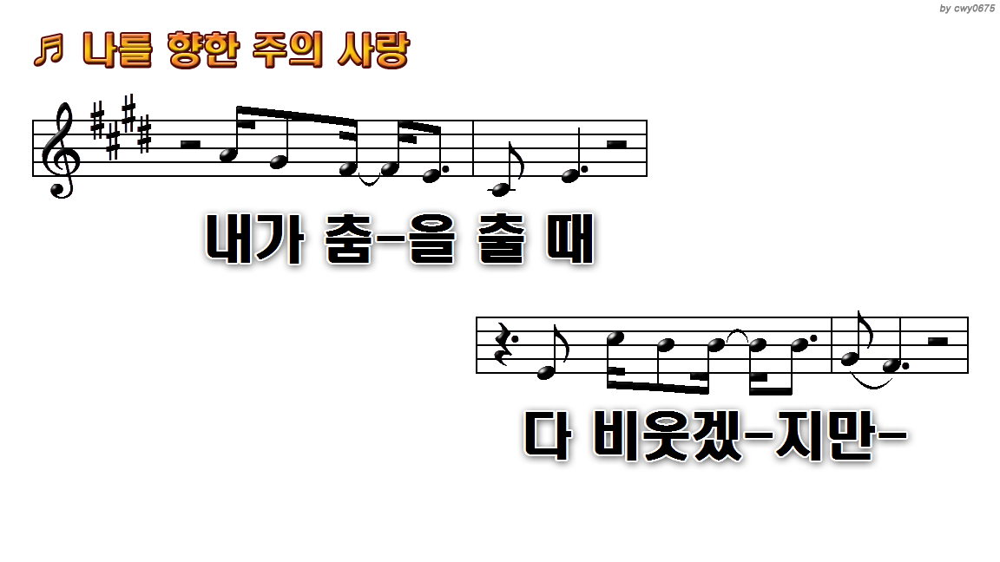 by cwy0675
♬ 나를 향한 주의 사랑
내가 춤-을 출 때
다 비웃겠-지만-